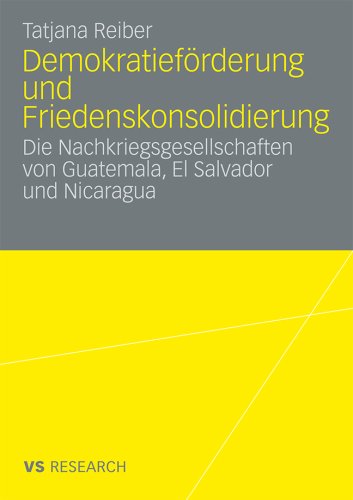 Tatjana Reiber
Demokratieförderung
und
Friedenskonsolidierung
Die Nachkriegsgesellschaften
von Guatemala, El Salvador
und Nicaragua
VS RESEARCH